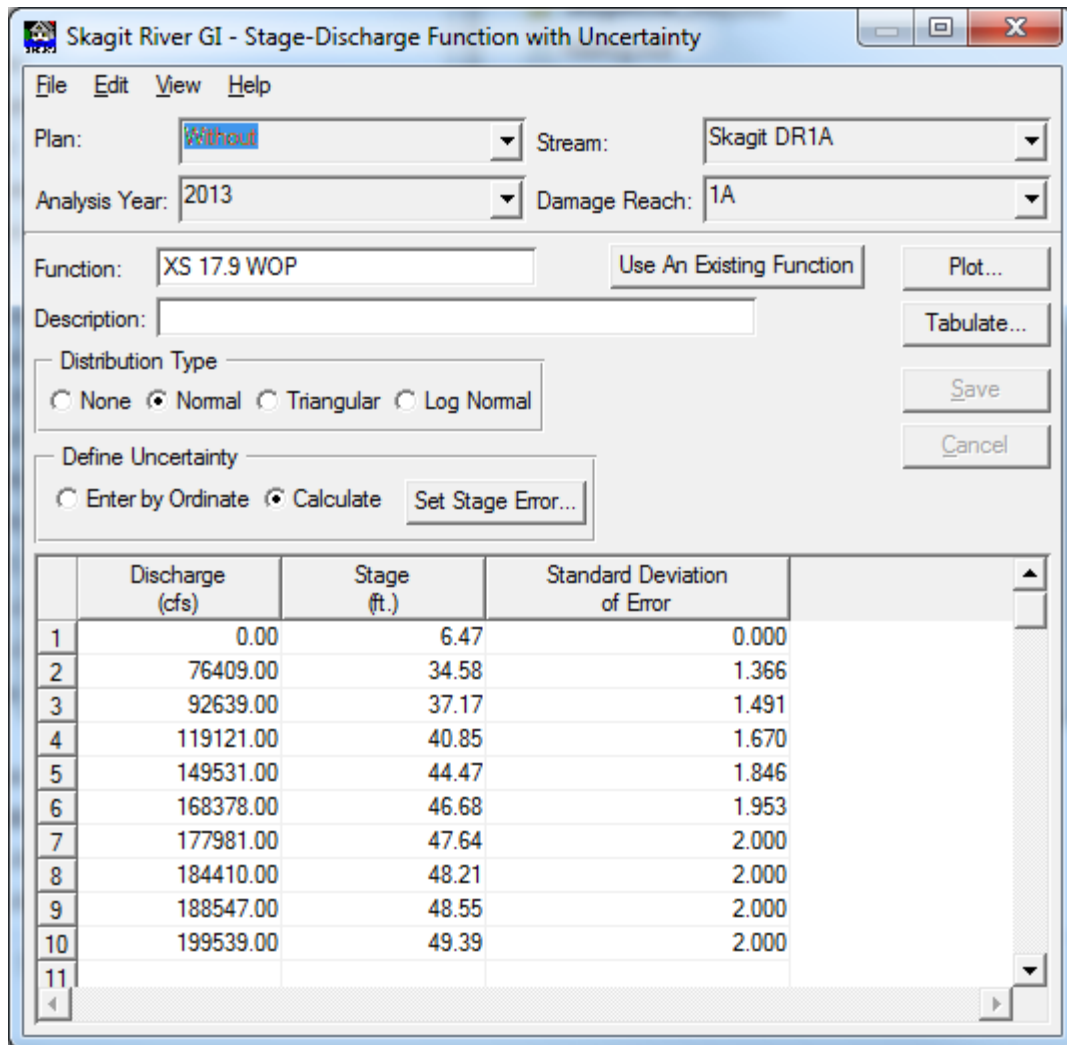 Skagit River GI - Stage-Discharge Function with Uncertainty
File Edit View Help
Plan: Without Stream: Skagit DR1A
Analysis Year: 2013 Damage Reach: 1A
Function: XS 17.9 WOP Use An Existing Function Plot...
Description: Tabulate...
Distribution Type
None Normal Triangular Log Normal Save
Define Uncertainty Cancel
Enter by Ordinate Calculate Set Stage Error...
Discharge Stage Standard Deviation
(cfs) (ft.) of Error
1 0.00 6.47 0.000
2 76409.00 34.58 1.366
3 92639.00 37.17 1.491
4 119121.00 40.85 1.670
5 149531.00 44.47 1.846
6 168378.00 46.68 1.953
7 177981.00 47.64 2.000
8 184410.00 48.21 2.000
9 188547.00 48.55 2.000
10 199539.00 49.39 2.000
11